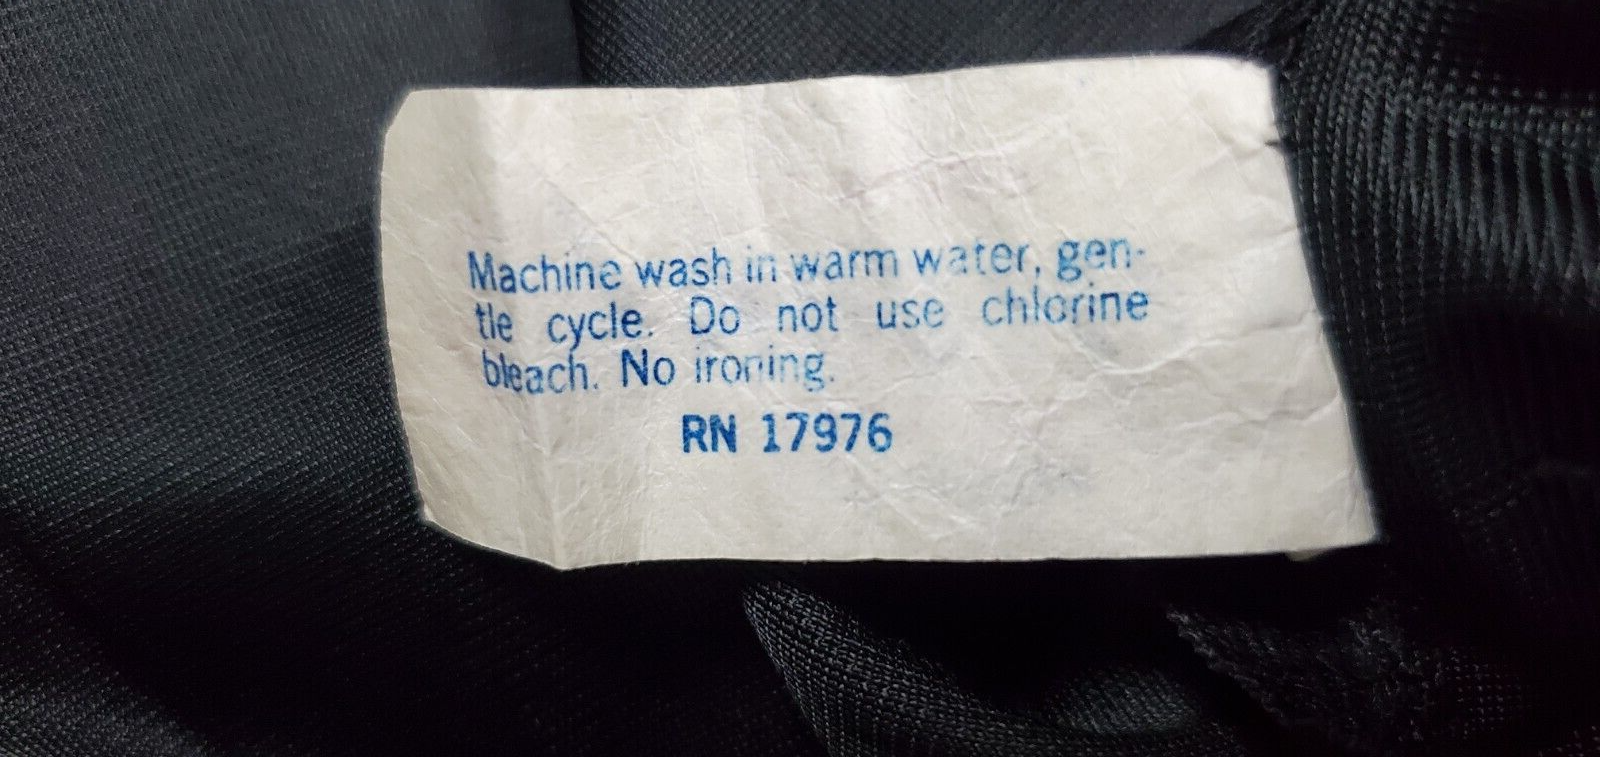 Machine wash in warm water, gen-
tle cycle. Do not use chlorine
bleach. No ironing.
RN 17976